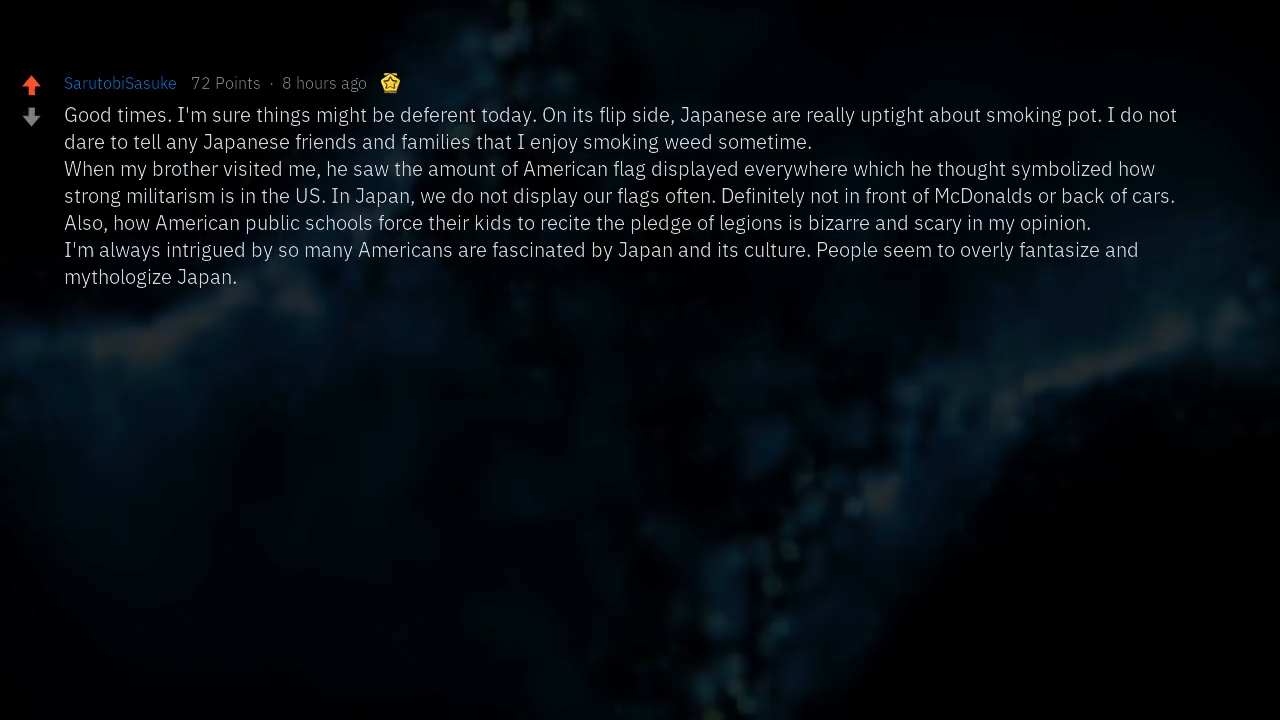 SarutobiSasuke 72 Points · 8 hours ago
Good times. I'm sure things might be deferent today. On its flip side, Japanese are really uptight about smoking pot. I do not
dare to tell any Japanese friends and families that I enjoy smoking weed sometime.
When my brother visited me, he saw the amount of American flag displayed everywhere which he thought symbolized how
strong militarism is in the US. In Japan, we do not display our flags often. Definitely not in front of McDonalds or back of cars.
Also, how American public schools force their kids to recite the pledge of legions is bizarre and scary in my opinion.
I'm always intrigued by so many Americans are fascinated by Japan and its culture. People seem to overly fantasize and
mythologize Japan.